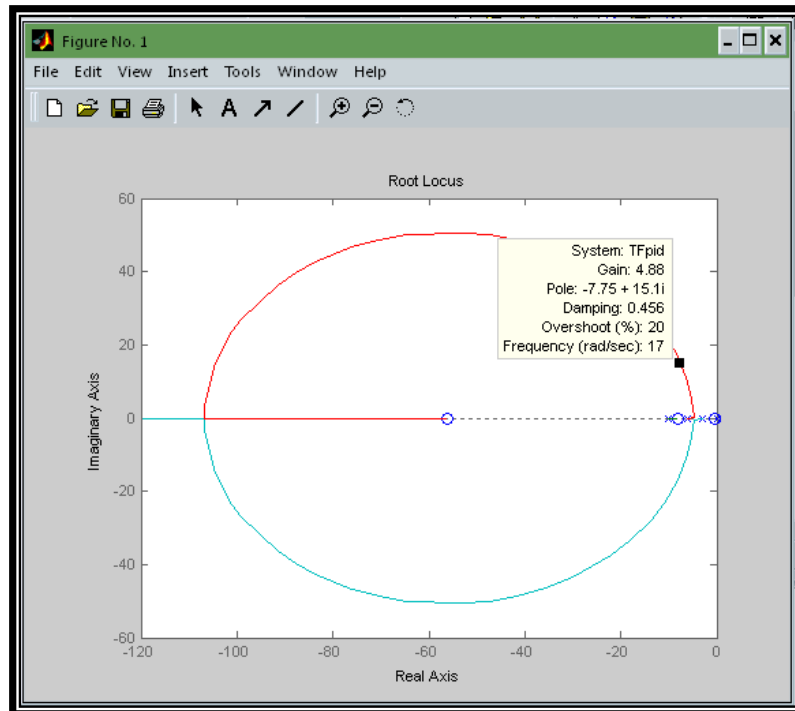 Figure No. 1
File Edit View Insert Tools Window Help
A
Root Locus
60
40
20
0
-20
-40
-60
Imaginary Axis
System: TFpid
Gain: 4.88
Pole: -7.75 + 15.1i
Damping: 0.456
Overshoot (%): 20
Frequency (rad/sec): 17
-120 -100 -80 -60 -40 -20 0
Real Axis